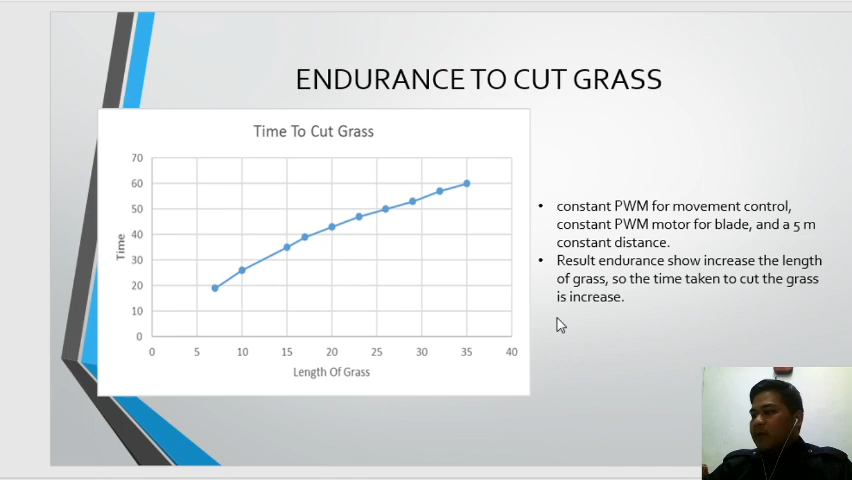 ENDURANCE TO CUT GRASS
Time To Cut Grass
70
60
50
40
30
20
10
0
Time
0 5 10 15 20 25 30 35 40
Length Of Grass
• constant PWM for movement control,
constant PWM motor for blade, and a 5 m
constant distance.
• Result endurance show increase the length
of grass, so the time taken to cut the grass
is increase.